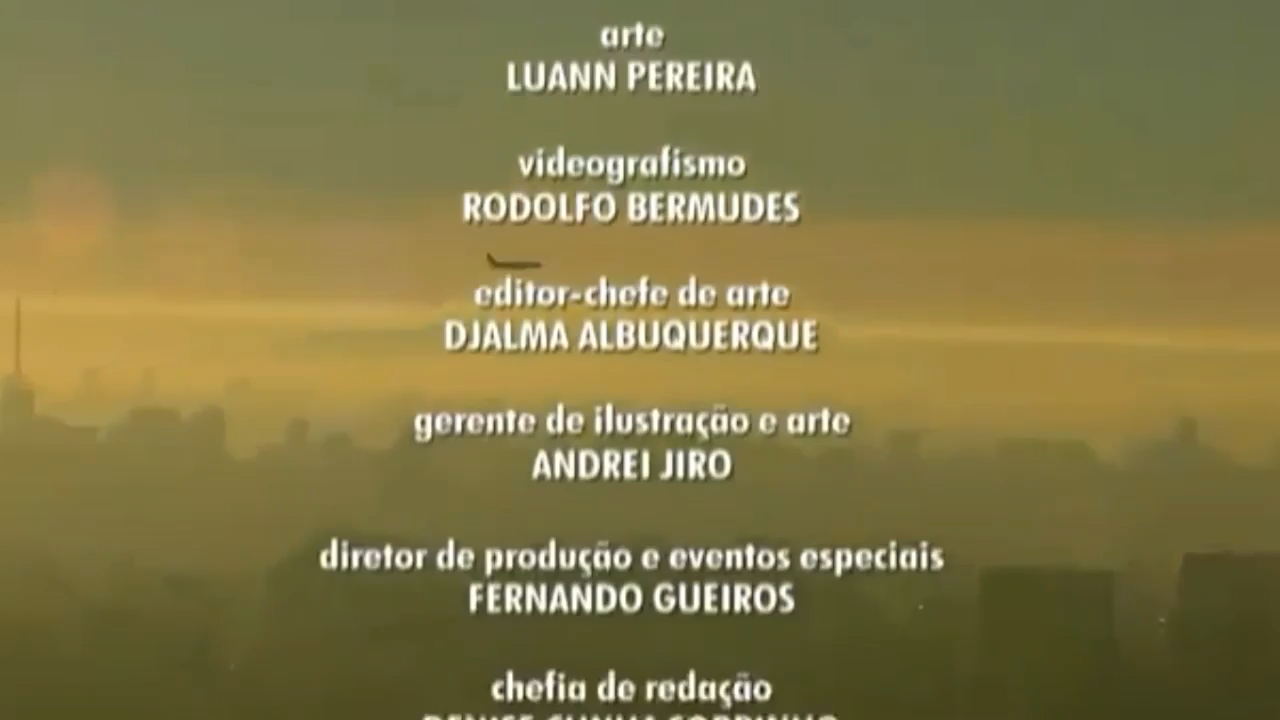 arte
LUANN PEREIRA
videografismo
RODOLFO BERMUDES
editor-chefe de arte
DJALMA ALBUQUERQUE
gerente de ilustração e arte
ANDREI JIRO
diretor de produção e eventos especiais
FERNANDO GUEIROS
chefia de redação